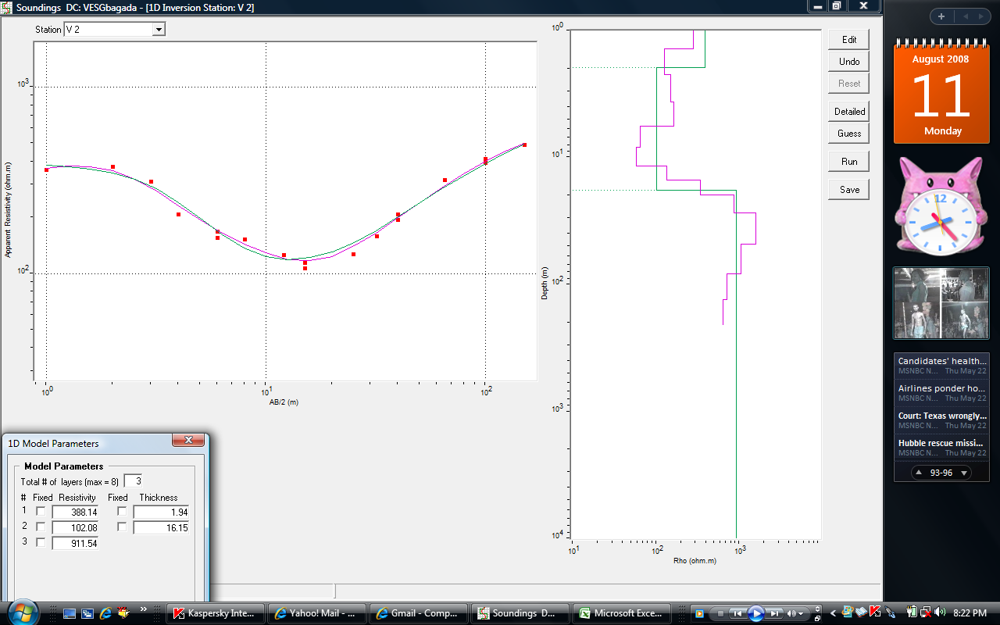 Soundings DC: VESGbagada - [1D Inversion Station: V 2]
Station V 2
10^3
10^2
Apparent Resistivity (ohm.m)
10^0 10^1 10^2
AB/2 (m)
10^0
10^1
10^2
10^3
10^4
Depth (m)
10^1 10^2 10^3
Rho (ohm.m)
Edit
Undo
Reset
Detailed
Guess
Run
Save
1D Model Parameters
Model Parameters
Total # of layers (max = 8) 3
# Fixed Resistivity Fixed Thickness
1 388.14 1.94
2 102.08 16.15
3 911.54
August 2008
11
Monday
12
Candidates' health...
MSNBC N... Thu May 22
Airlines ponder ho...
MSNBC N... Thu May 22
Court: Texas wrongly...
MSNBC N... Thu May 22
Hubble rescue missi...
MSNBC N... Thu May 22
93-96
Kaspersky Inte...
Yahoo! Mail - ...
Gmail - Comp...
Soundings D...
Microsoft Exce...
8:22 PM